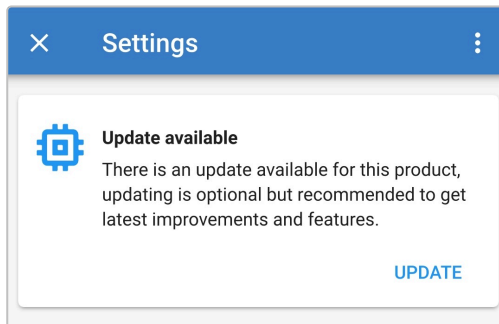 Settings
Update available
There is an update available for this product,
updating is optional but recommended to get
latest improvements and features.
UPDATE